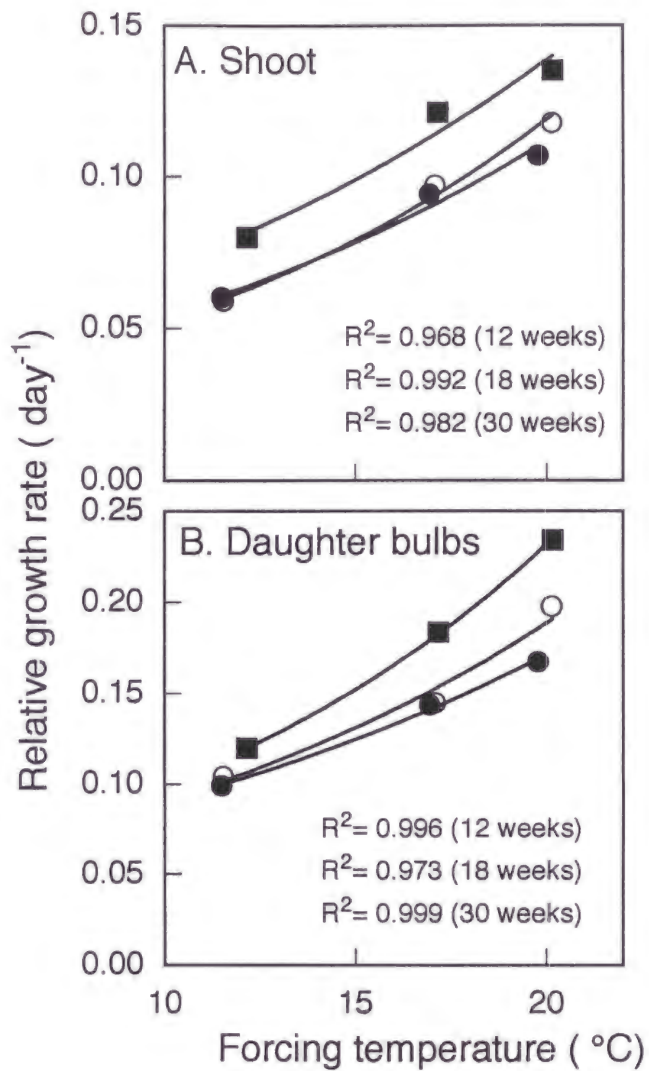 0.15
A. Shoot
0.10
0.05
R²= 0.968 (12 weeks)
R²= 0.992 (18 weeks)
R²= 0.982 (30 weeks)
0.00
Relative growth rate ( day⁻¹)
0.25
B. Daughter bulbs
0.20
0.15
0.10
0.05
R²= 0.996 (12 weeks)
R²= 0.973 (18 weeks)
R²= 0.999 (30 weeks)
0.00
10 15 20
Forcing temperature ( °C)